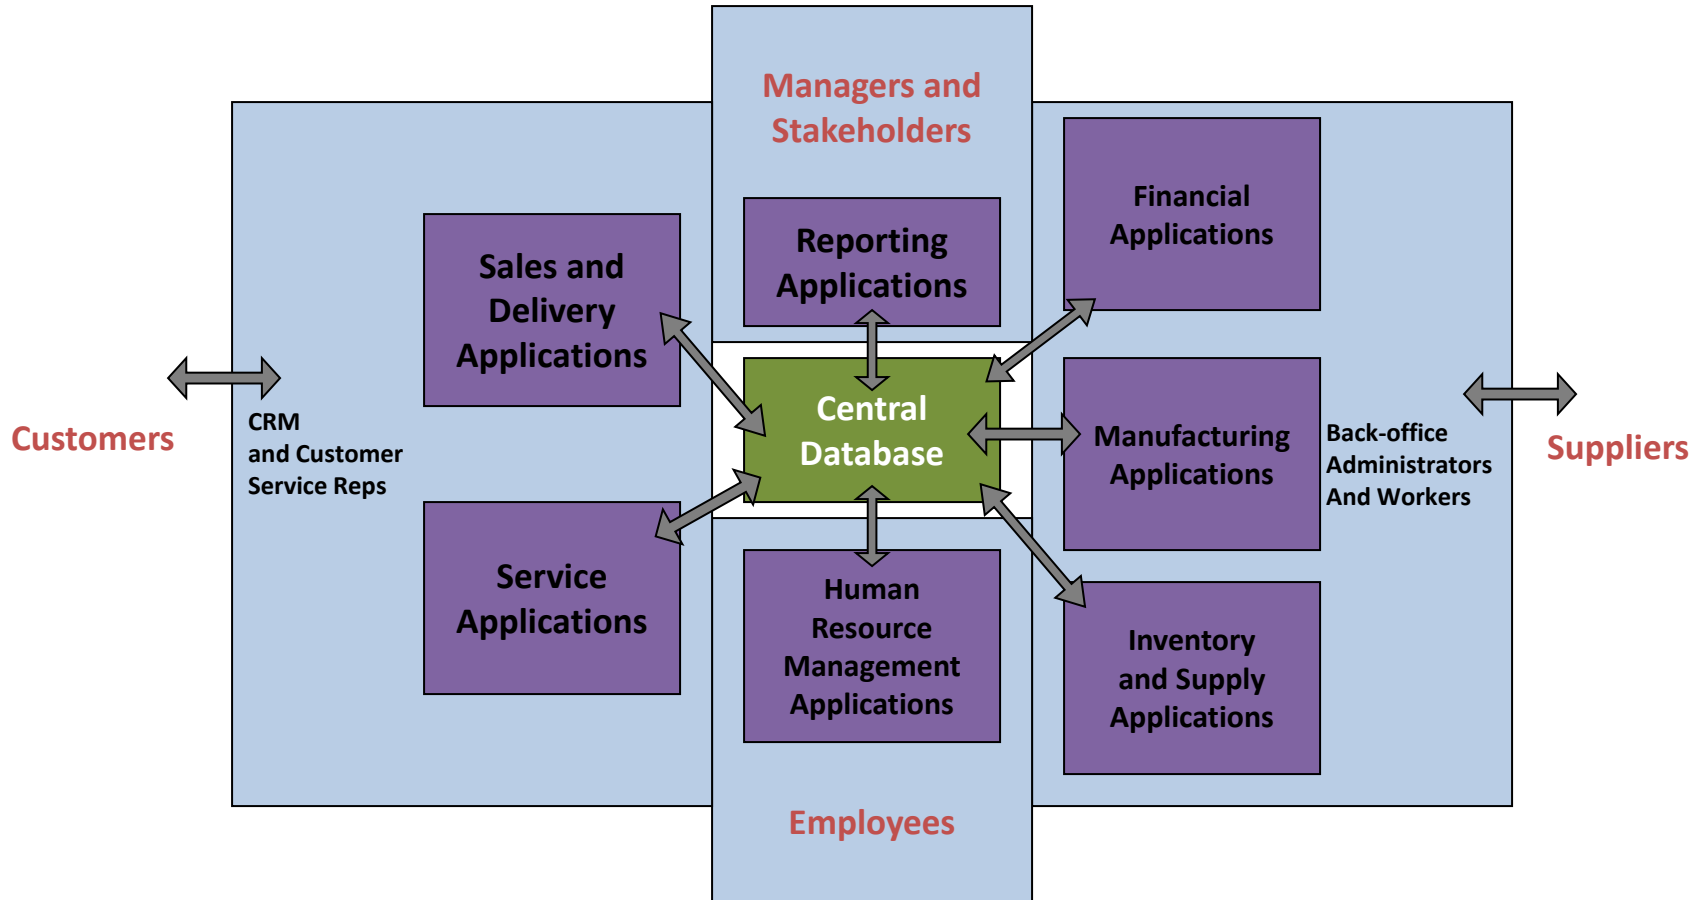 Managers and
Stakeholders
Financial
Applications
Reporting
Applications
Sales and
Delivery
Applications
Central
Database
Customers
CRM
and Customer
Service Reps
Manufacturing
Applications
Back-office
Administrators
And Workers
Suppliers
Service
Applications
Human
Resource
Management
Applications
Inventory
and Supply
Applications
Employees